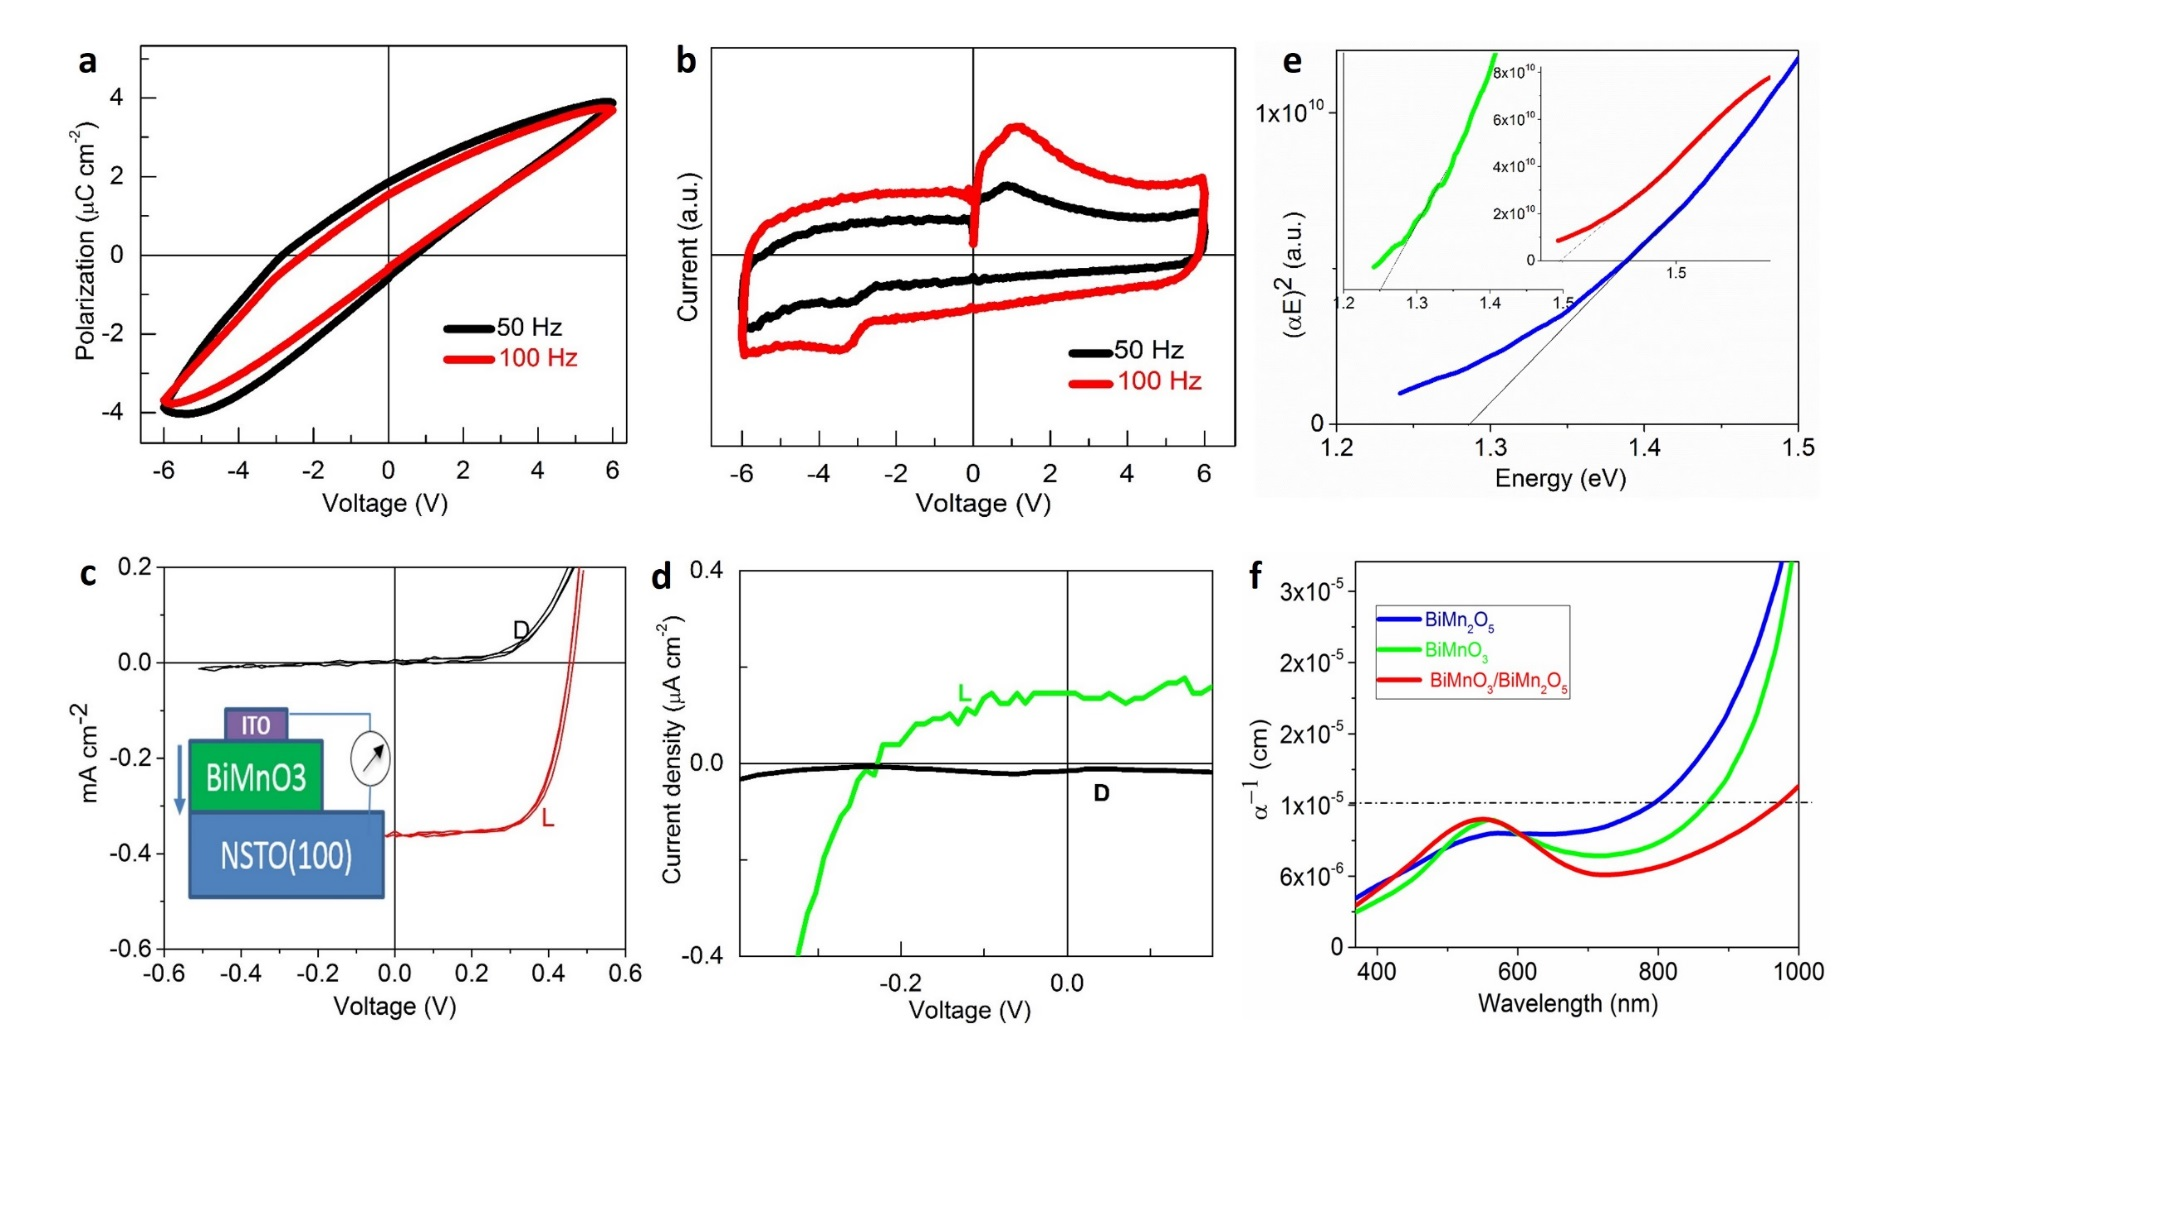 a
Polarization (μC cm⁻²)
4
2
0
-2
-4
50 Hz
100 Hz
-6 -4 -2 0 2 4 6
Voltage (V)
b
Current (a.u.)
50 Hz
100 Hz
-6 -4 -2 0 2 4 6
Voltage (V)
e
(αE)² (a.u.)
1x10¹⁰
0
8x10¹⁰
6x10¹⁰
4x10¹⁰
2x10¹⁰
0
1.5
1.2 1.3 1.4 1.5
1.2 1.3 1.4 1.5
Energy (eV)
c
mA cm-2
0.2
0.0
-0.2
-0.4
-0.6
D
L
ITO
BiMnO3
NSTO(100)
-0.6 -0.4 -0.2 0.0 0.2 0.4 0.6
Voltage (V)
d
Current density (μA cm⁻²)
0.4
0.0
-0.4
L
D
-0.2 0.0
Voltage (V)
f
α⁻¹ (cm)
3x10⁻⁵
2x10⁻⁵
2x10⁻⁵
1x10⁻⁵
6x10⁻⁶
0
BiMn₂O₅
BiMnO₃
BiMnO₃/BiMn₂O₅
400 600 800 1000
Wavelength (nm)